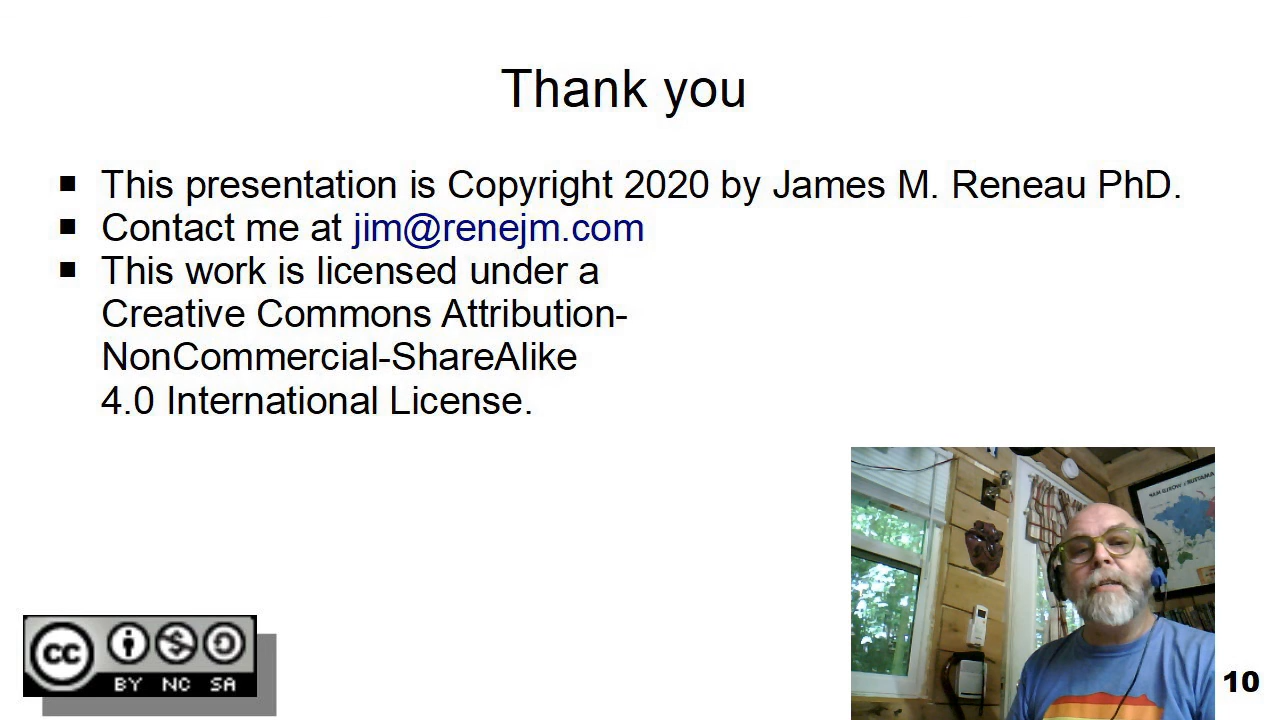 Thank you
This presentation is Copyright 2020 by James M. Reneau PhD.
Contact me at jim@renejm.com
This work is licensed under a
Creative Commons Attribution-
NonCommercial-ShareAlike
4.0 International License.
cc
BY NC SA
10